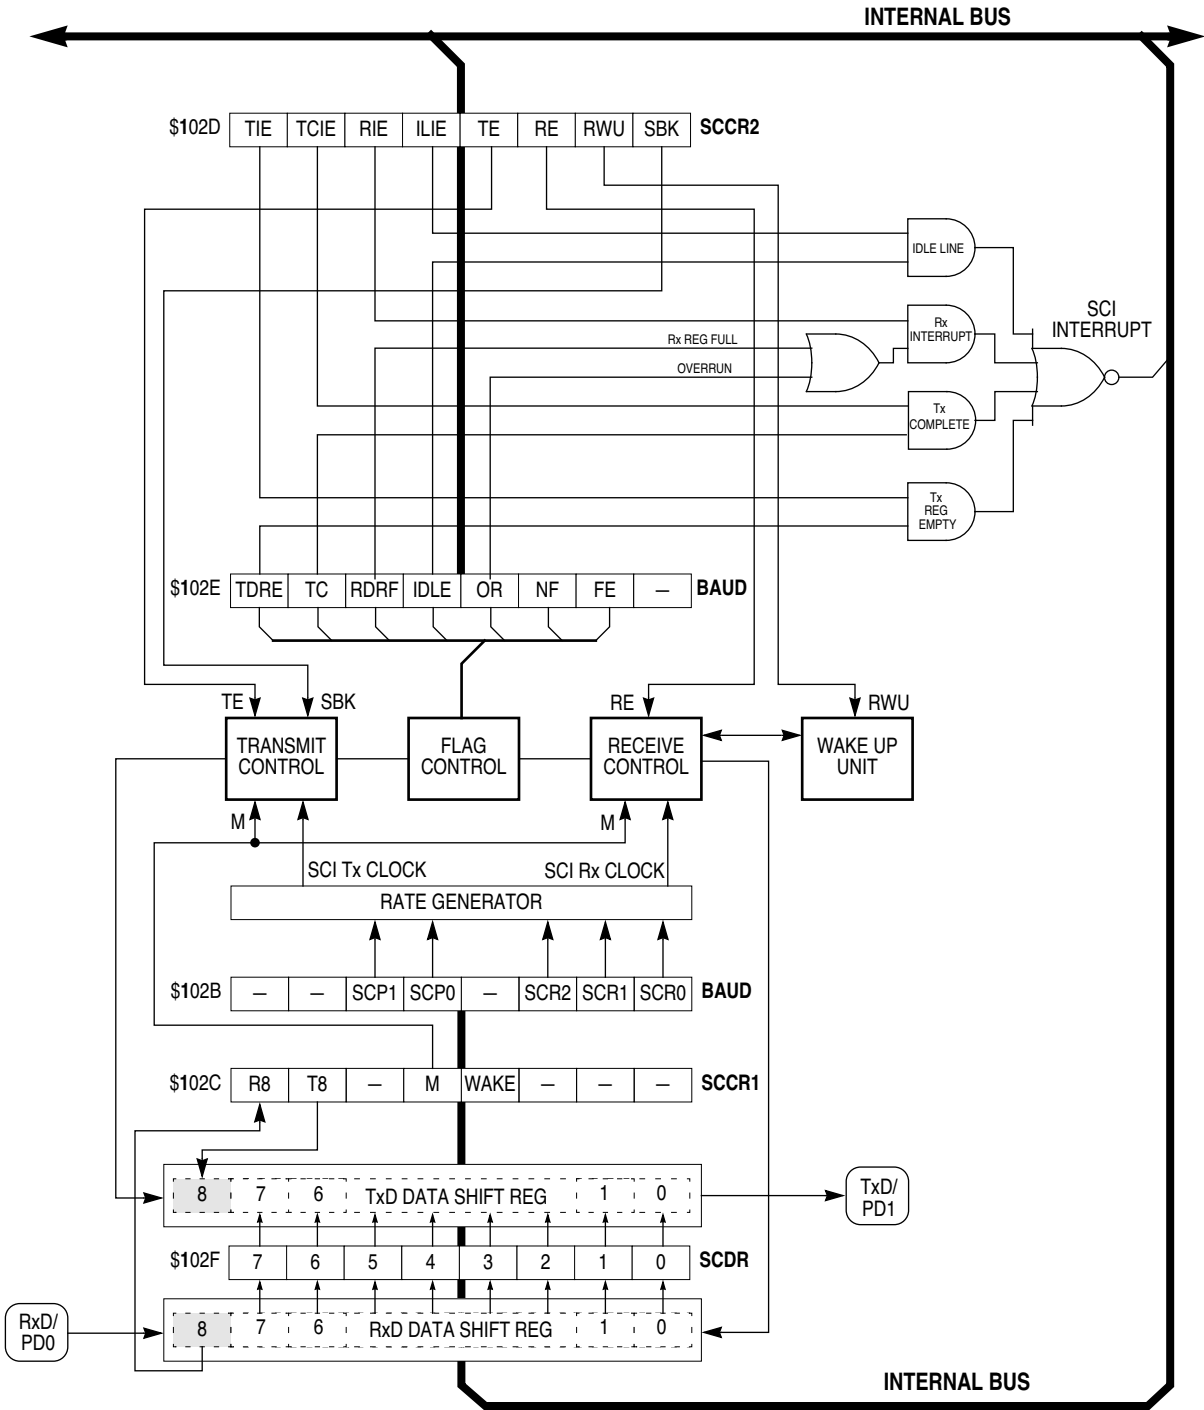 INTERNAL BUS
$102D TIE TCIE RIE ILIE TE RE RWU SBK SCCR2
IDLE LINE
SCI
INTERRUPT
Rx
INTERRUPT
Rx REG FULL
OVERRUN
Tx
COMPLETE
Tx
REG
EMPTY
$102E TDRE TC RDRF IDLE OR NF FE – BAUD
TE SBK RE RWU
TRANSMIT
CONTROL
FLAG
CONTROL
RECEIVE
CONTROL
WAKE UP
UNIT
M M
SCI Tx CLOCK SCI Rx CLOCK
RATE GENERATOR
$102B – – SCP1 SCP0 – SCR2 SCR1 SCR0 BAUD
$102C R8 T8 – M WAKE – – – SCCR1
8 7 6 TxD DATA SHIFT REG 1 0
TxD/
PD1
$102F 7 6 5 4 3 2 1 0 SCDR
RxD/
PD0
8 7 6 RxD DATA SHIFT REG 1 0
INTERNAL BUS